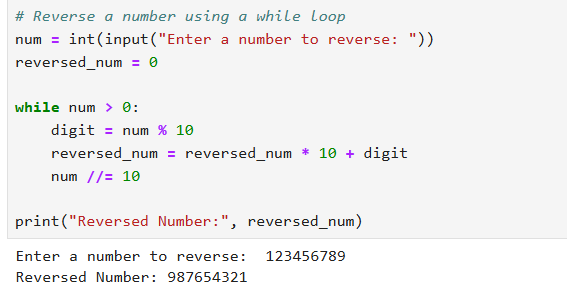 # Reverse a number using a while loop
num = int(input("Enter a number to reverse: "))
reversed_num = 0
while num > 0:
    digit = num % 10
    reversed_num = reversed_num * 10 + digit
    num //= 10
print("Reversed Number:", reversed_num)
Enter a number to reverse:  123456789
Reversed Number: 987654321